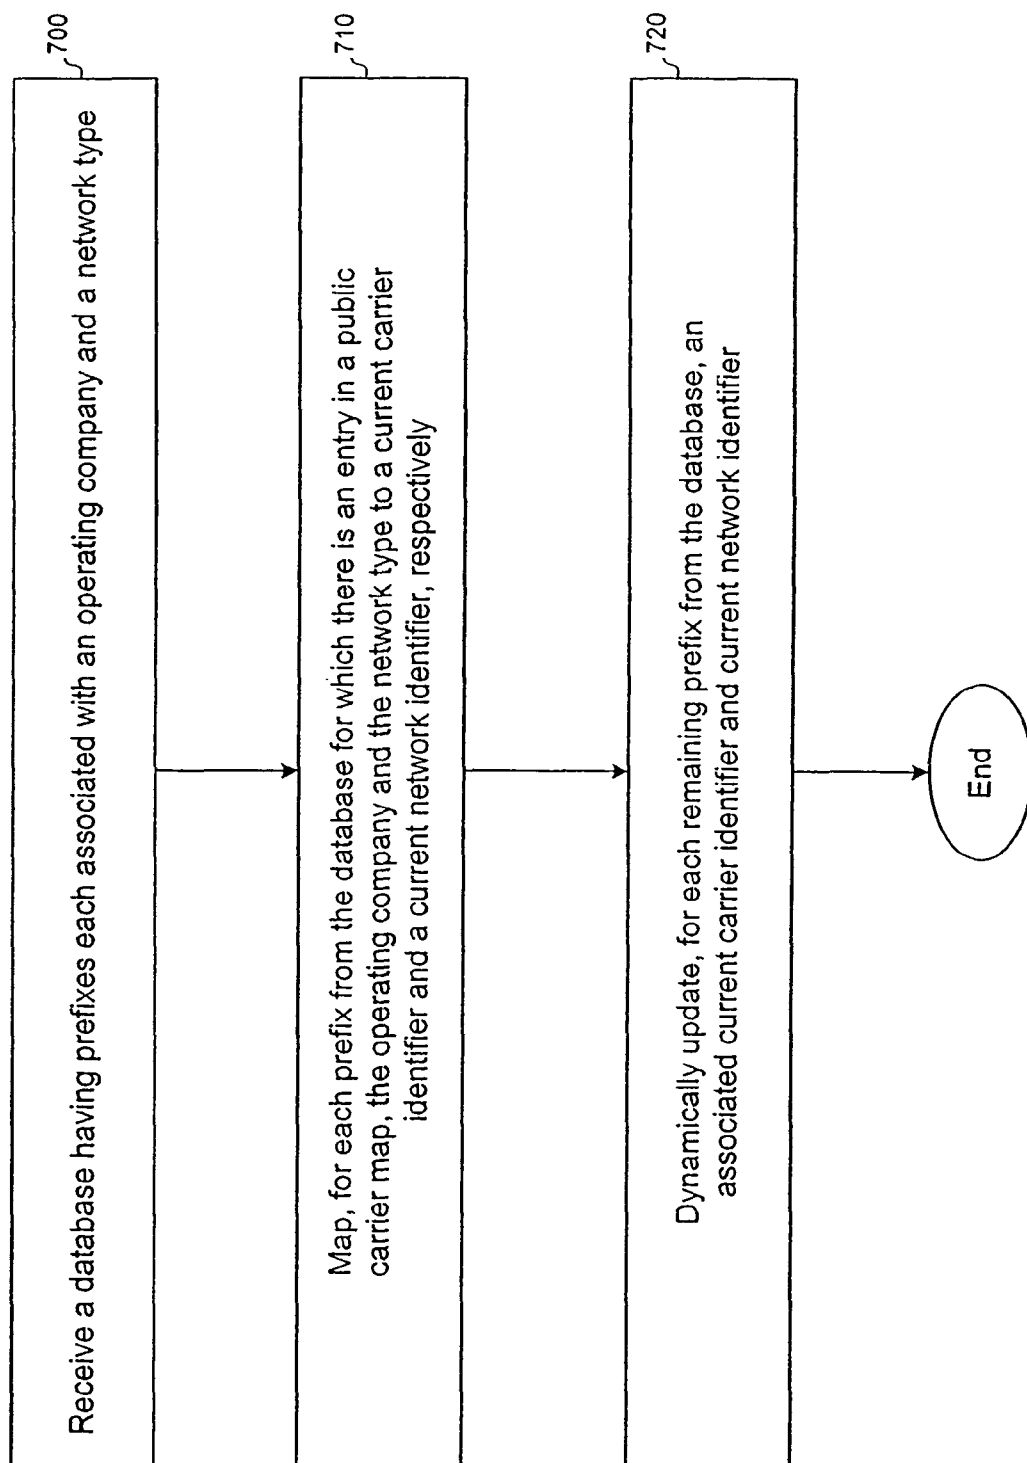 700
Receive a database having prefixes each associated with an operating company and a network type
710
Map, for each prefix from the database for which there is an entry in a public
carrier map, the operating company and the network type to a current carrier
identifier and a current network identifier, respectively
720
Dynamically update, for each remaining prefix from the database, an
associated current carrier identifier and current network identifier
End